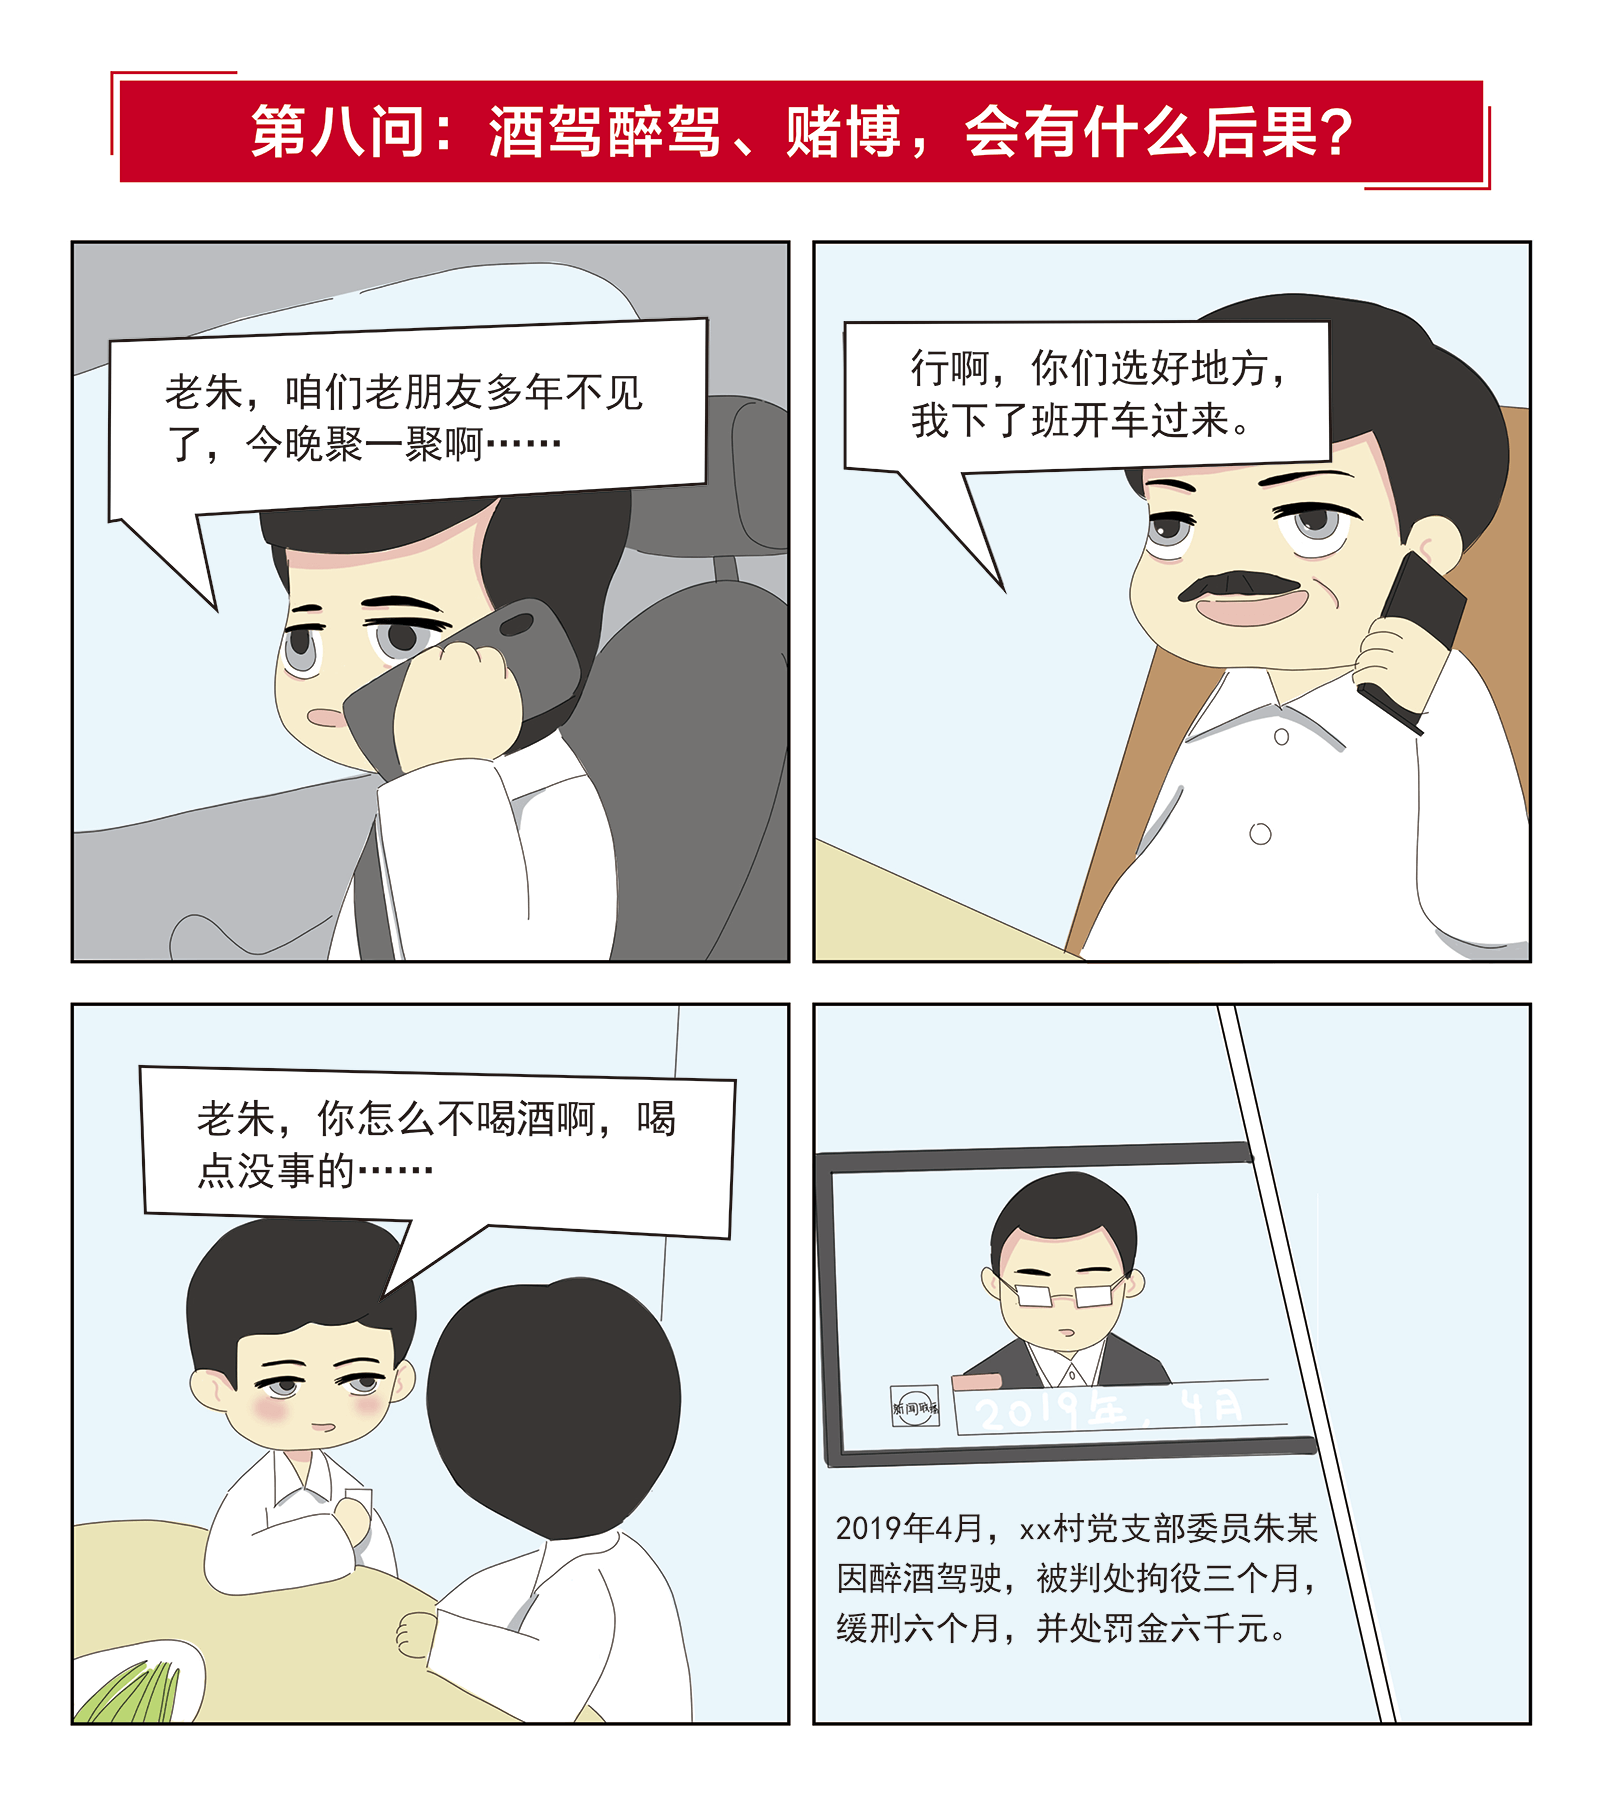 第八问：酒驾醉驾、赌博，会有什么后果？
老朱，咱们老朋友多年不见
了，今晚聚一聚啊······
行啊，你们选好地方，
我下了班开车过来。
老朱，你怎么不喝酒啊，喝
点没事的······
新闻联播
2019年，4月
2019年4月，xx村党支部委员朱某
因醉酒驾驶，被判处拘役三个月，
缓刑六个月，并处罚金六千元。